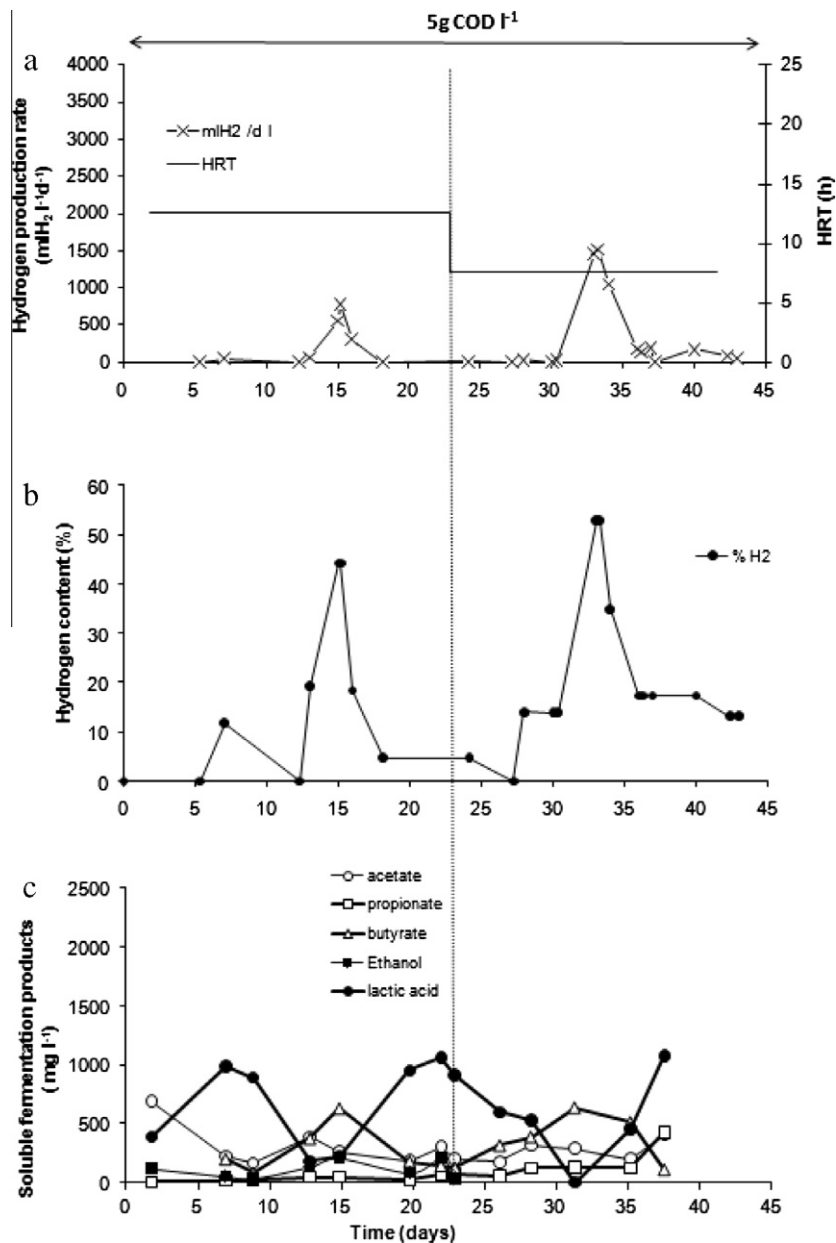 5g COD l⁻¹
a
4000
3500
3000
2500
2000
1500
1000
500
0
Hydrogen production rate
(mlH₂ l⁻¹d⁻¹)
mlH2 /d l
HRT
25
20
15
10
5
0
HRT (h)
0 5 10 15 20 25 30 35 40 45
b
60
50
40
30
20
10
0
Hydrogen content (%)
% H2
0 5 10 15 20 25 30 35 40 45
c
acetate
propionate
butyrate
Ethanol
lactic acid
2500
2000
1500
1000
500
0
Soluble fermentation products
( mg l⁻¹)
0 5 10 15 20 25 30 35 40 45
Time (days)